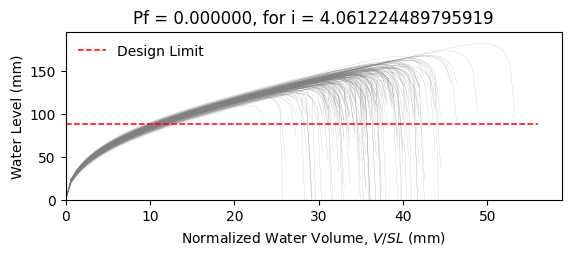 Pf = 0.000000, for i = 4.061224489795919
Design Limit
Water Level (mm)
150
100
50
0
0 10 20 30 40 50
Normalized Water Volume, V/SL (mm)